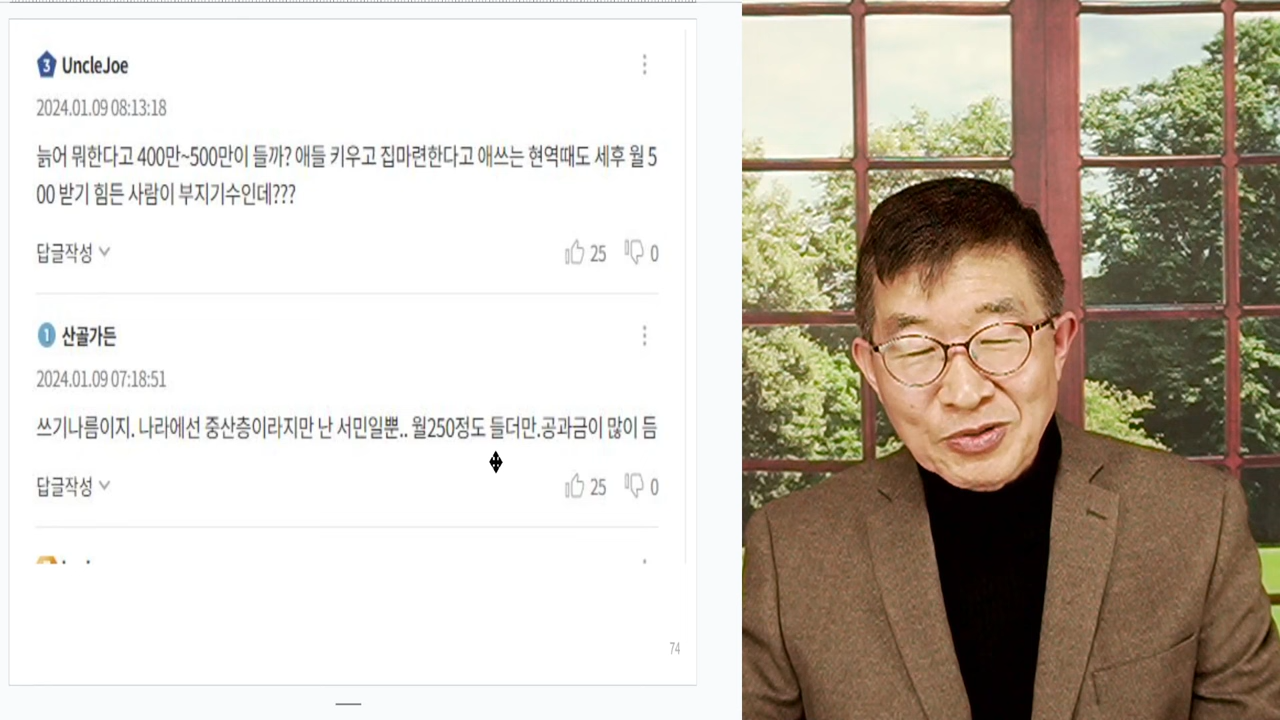 3 UncleJoe
2024.01.09 08:13:18
늙어 뭐한다고 400만~500만이 들까? 애들 키우고 집마련한다고 애쓰는 현역때도 세후 월 5
00 받기 힘든 사람이 부지기수인데???
답글작성 25 0
1 산골가든
2024.01.09 07:18:51
쓰기나름이지. 나라에선 중산층이라지만 난 서민일뿐.. 월250정도 들더만.공과금이 많이 듬
답글작성 25 0
74